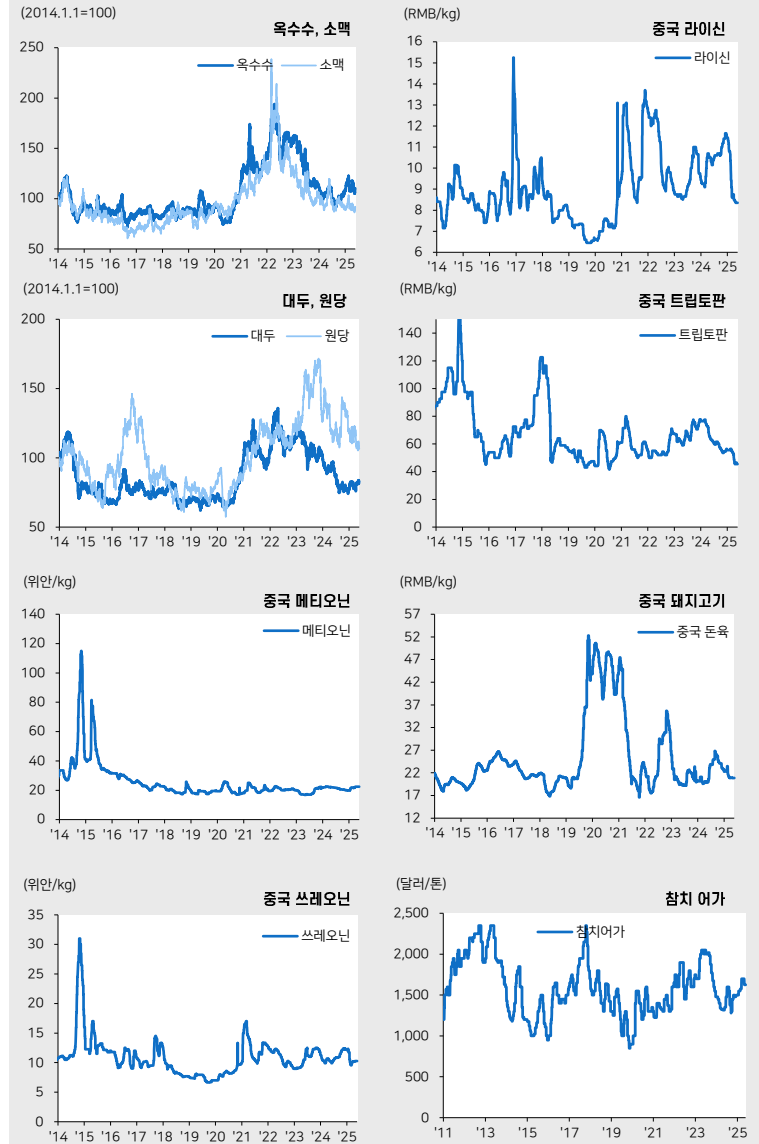 (2014.1.1=100)
옥수수, 소맥
옥수수 소맥
250
200
150
100
50
'14 '15 '16 '17 '18 '19 '20 '21 '22 '23 '24 '25
(RMB/kg)
중국 라이신
라이신
16
15
14
13
12
11
10
9
8
7
6
'14 '15 '16 '17 '18 '19 '20 '21 '22 '23 '24 '25
(2014.1.1=100)
대두, 원당
대두 원당
200
150
100
50
'14 '15 '16 '17 '18 '19 '20 '21 '22 '23 '24 '25
(RMB/kg)
중국 트립토판
트립토판
140
120
100
80
60
40
20
0
'14 '15 '16 '17 '18 '19 '20 '21 '22 '23 '24 '25
(위안/kg)
중국 메티오닌
메티오닌
140
120
100
80
60
40
20
0
'14 '15 '16 '17 '18 '19 '20 '21 '22 '23 '24 '25
(RMB/kg)
중국 돼지고기
중국 돈육
57
52
47
42
37
32
27
22
17
12
'14 '15 '16 '17 '18 '19 '20 '21 '22 '23 '24 '25
(위안/kg)
중국 쓰레오닌
쓰레오닌
35
30
25
20
15
10
5
0
'14 '15 '16 '17 '18 '19 '20 '21 '22 '23 '24 '25
(달러/톤)
참치 어가
참치어가
2,500
2,000
1,500
1,000
500
0
'11 '13 '15 '17 '19 '21 '23 '25